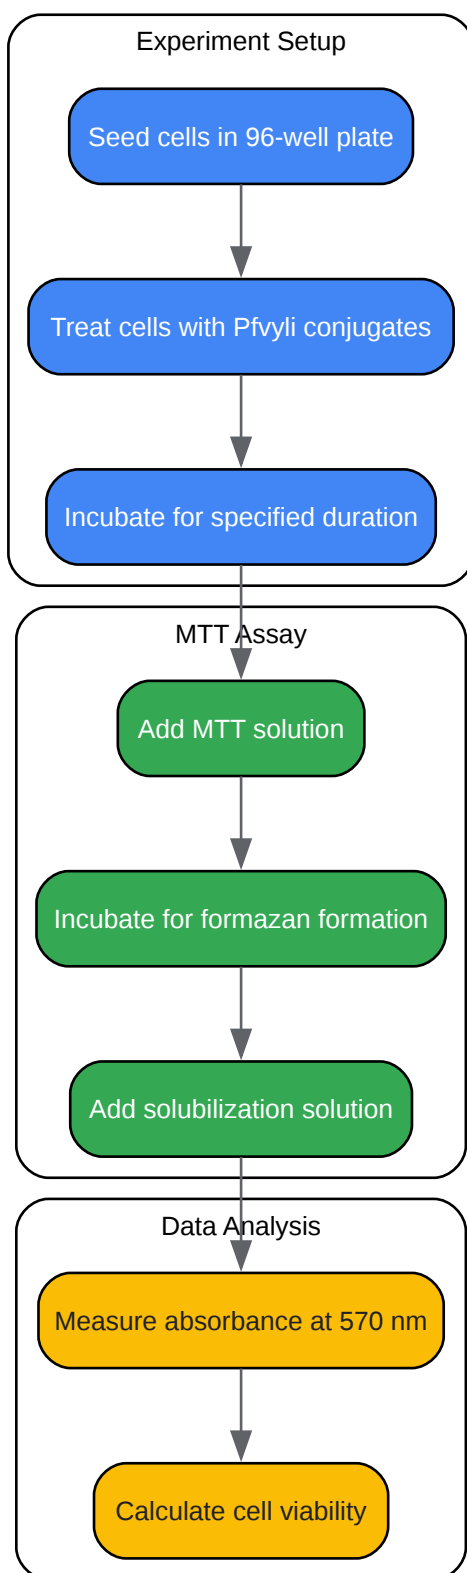 Experiment Setup
Seed cells in 96-well plate
Treat cells with Pfvyli conjugates
Incubate for specified duration
MTT Assay
Add MTT solution
Incubate for formazan formation
Add solubilization solution
Data Analysis
Measure absorbance at 570 nm
Calculate cell viability